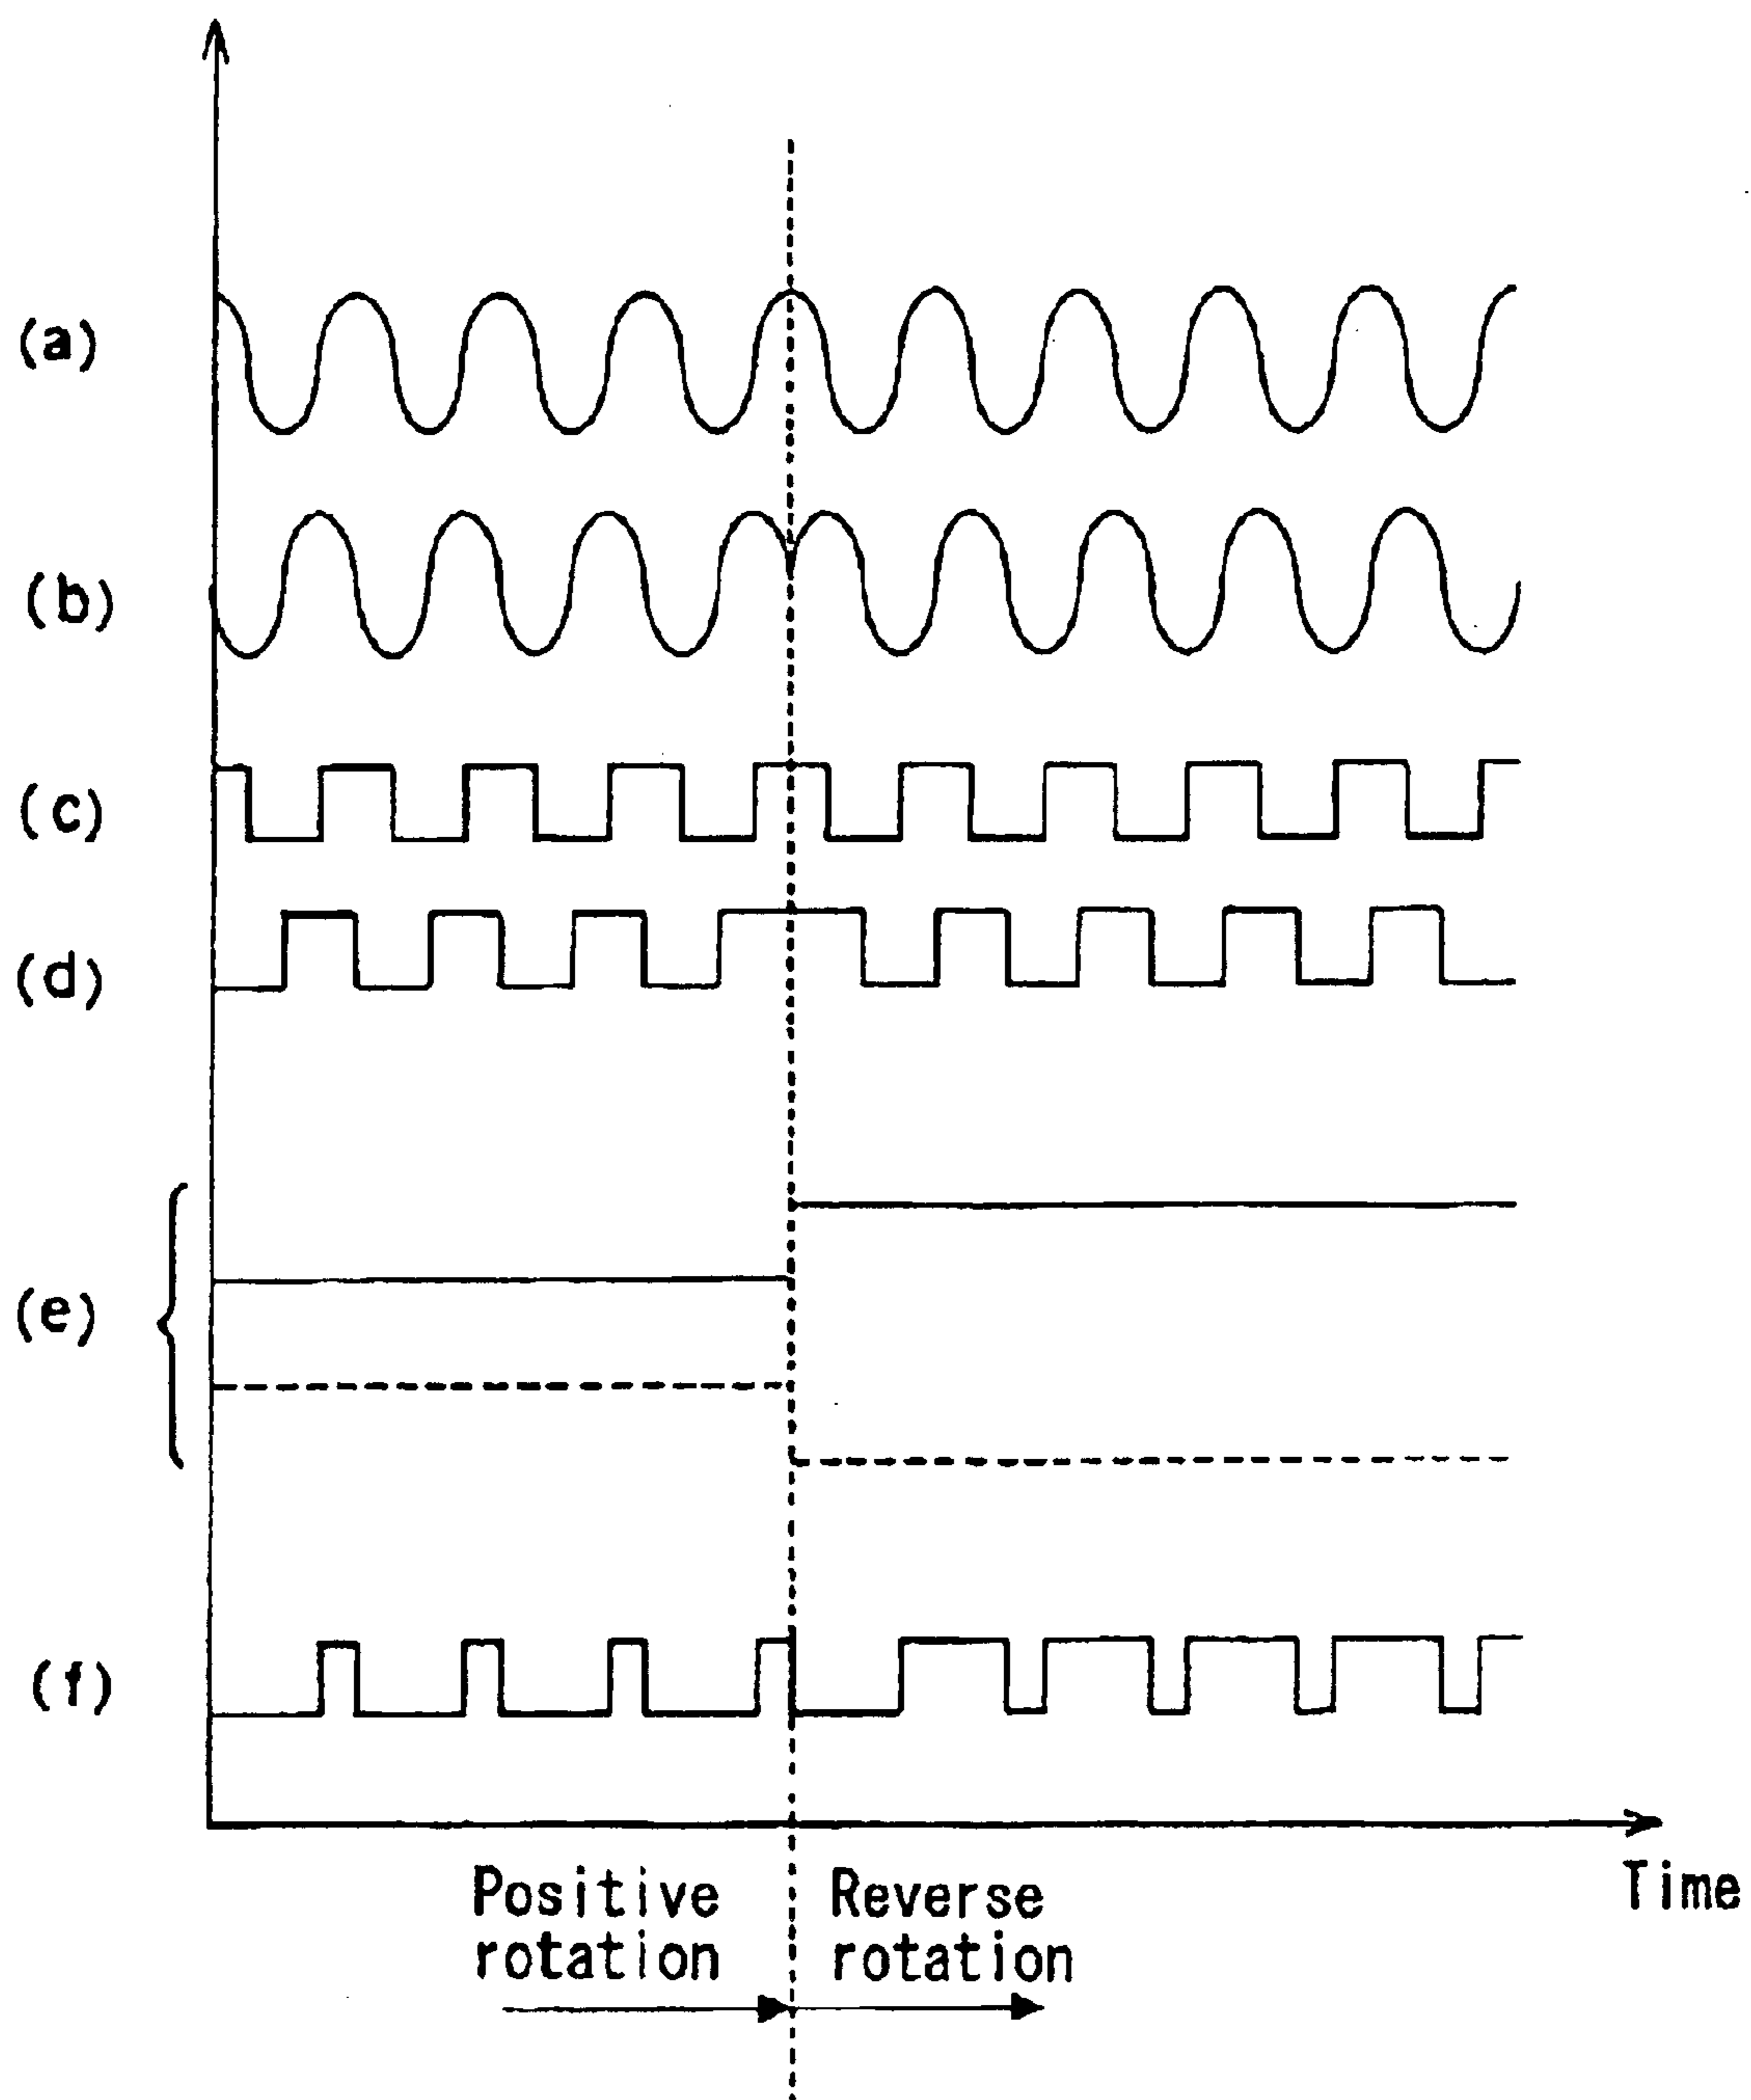 (a)
(b)
(c)
(d)
(e)
(f)
Time
Positive
rotation
Reverse
rotation